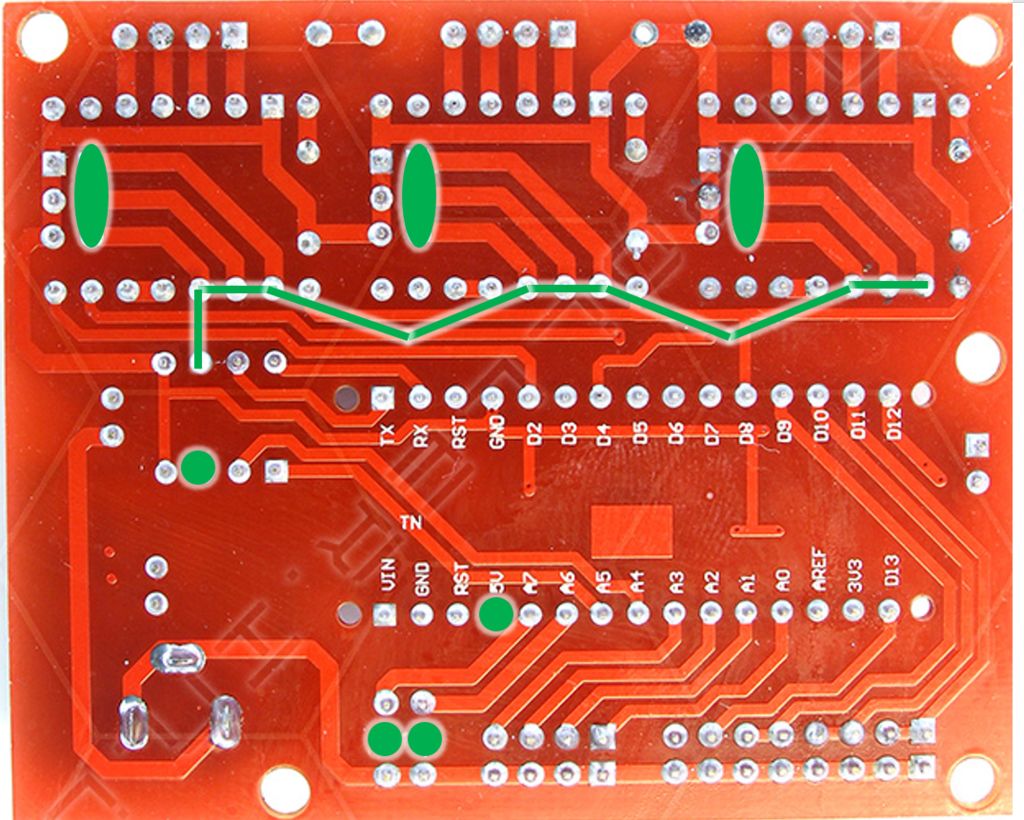 TX RX RST GND D2 D3 D4 D5 D6 D7 D8 D9 D10 D11 D12
TN
VIN GND RST 5V A7 A6 A5 A4 A3 A2 A1 A0 AREF 3V3 D13